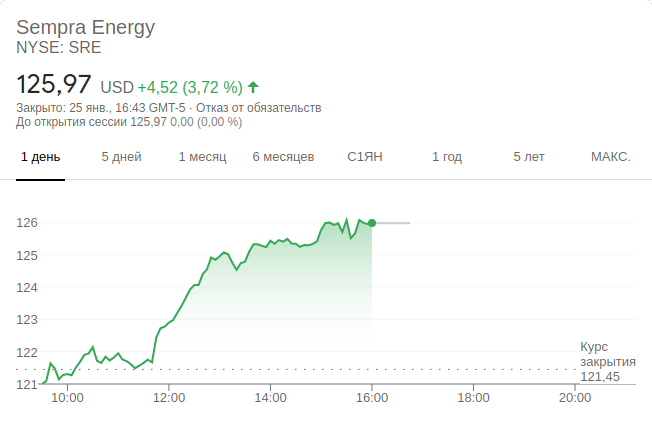 Sempra Energy
NYSE: SRE
125,97 USD +4,52 (3,72 %)
Закрыто: 25 янв., 16:43 GMT-5 · Отказ от обязательств
До открытия сессии 125,97 0,00 (0,00 %)
1 день 5 дней 1 месяц 6 месяцев С1ЯН 1 год 5 лет МАКС.
126
125
124
123
122
121
Курс
закрытия
121,45
10:00 12:00 14:00 16:00 18:00 20:00